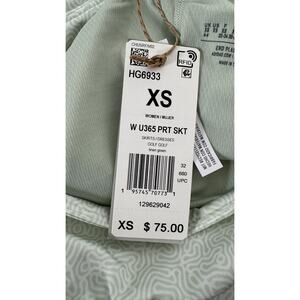 HG6933
RFID
XS
WOMEN / MUJER
W U365 PRT SKT
SKIRTS/DRESSES
GOLF GOLF
linen green
32
660
UPC
1 95745 70773 1
129629042
XS $ 75.00